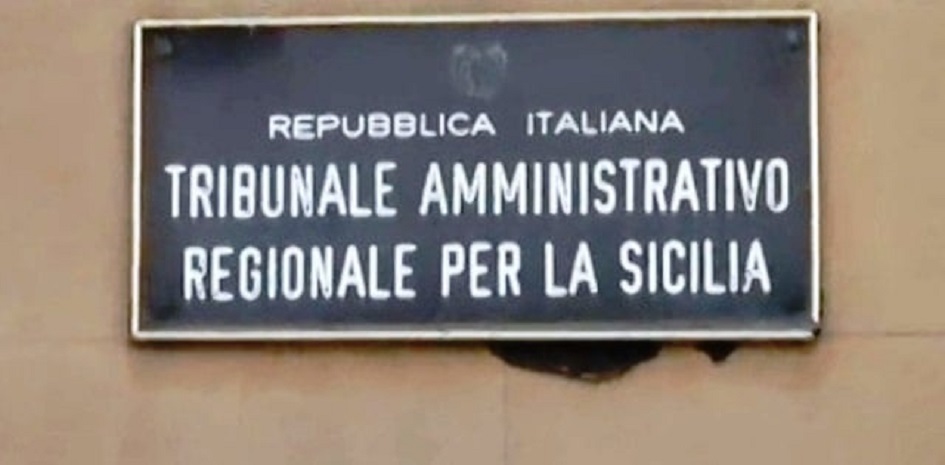 REPUBBLICA ITALIANA
TRIBUNALE AMMINISTRATIVO
REGIONALE PER LA SICILIA